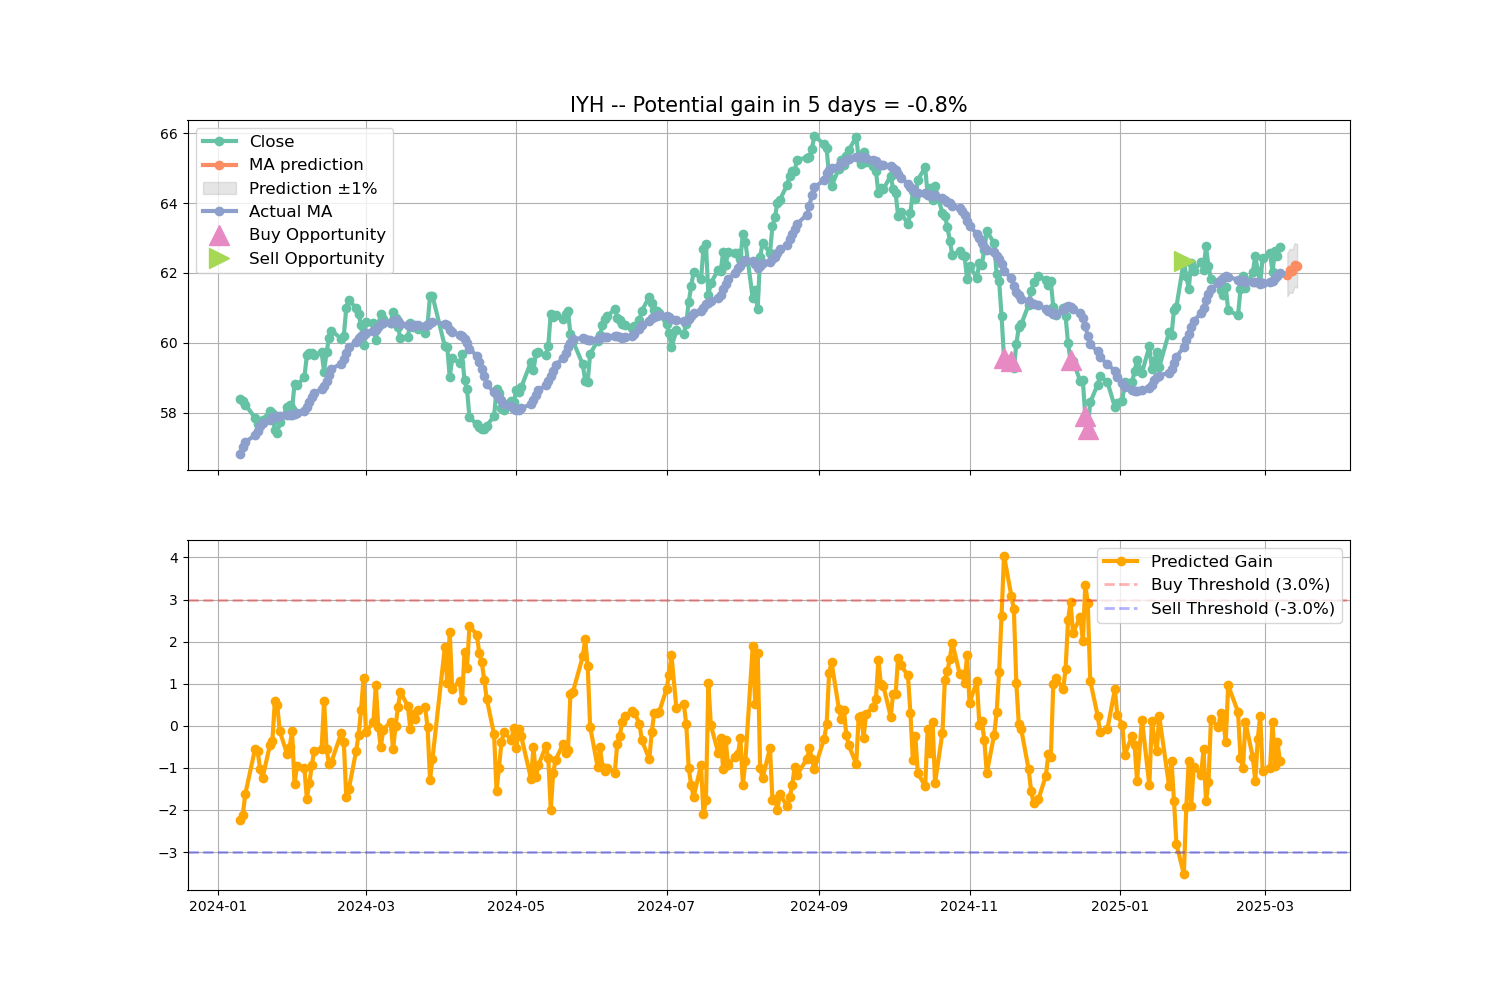 IYH -- Potential gain in 5 days = -0.8%
66
64
62
60
58
Close
MA prediction
Prediction ±1%
Actual MA
Buy Opportunity
Sell Opportunity
4
3
2
1
0
−1
−2
−3
Predicted Gain
Buy Threshold (3.0%)
Sell Threshold (-3.0%)
2024-01
2024-03
2024-05
2024-07
2024-09
2024-11
2025-01
2025-03